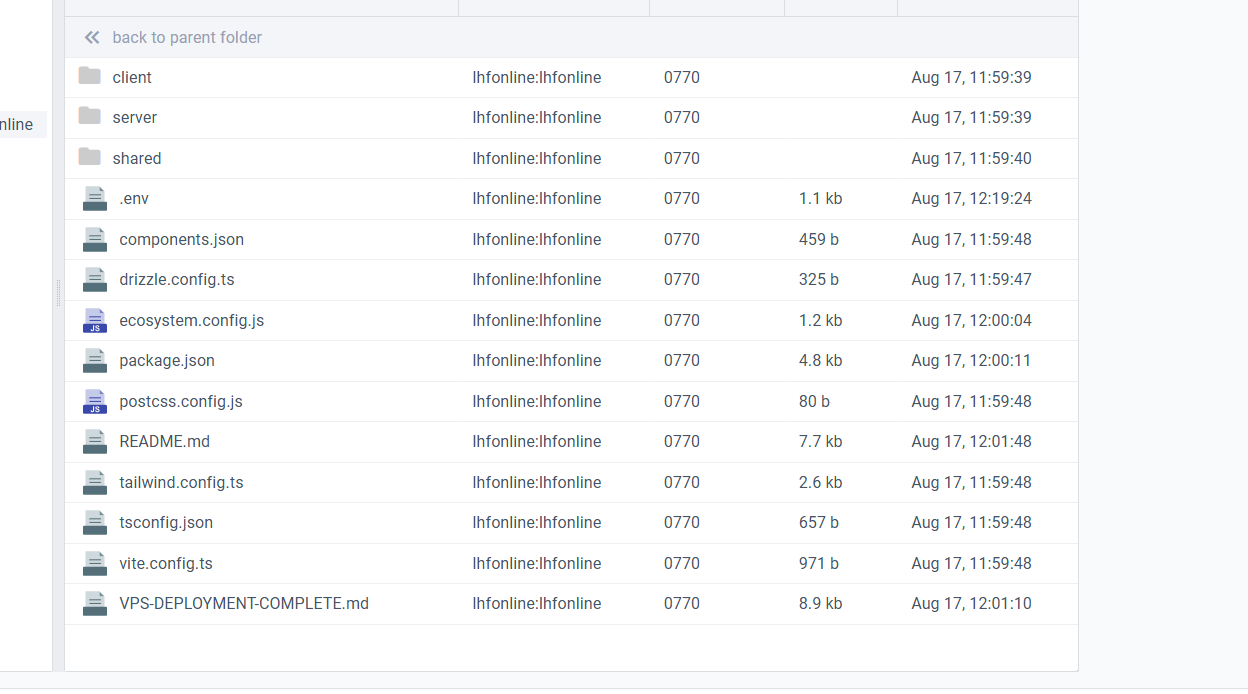 back to parent folder
client lhfonline:lhfonline 0770 Aug 17, 11:59:39
server lhfonline:lhfonline 0770 Aug 17, 11:59:39
nline
shared lhfonline:lhfonline 0770 Aug 17, 11:59:40
.env lhfonline:lhfonline 0770 1.1 kb Aug 17, 12:19:24
components.json lhfonline:lhfonline 0770 459 b Aug 17, 11:59:48
drizzle.config.ts lhfonline:lhfonline 0770 325 b Aug 17, 11:59:47
JS ecosystem.config.js lhfonline:lhfonline 0770 1.2 kb Aug 17, 12:00:04
package.json lhfonline:lhfonline 0770 4.8 kb Aug 17, 12:00:11
JS postcss.config.js lhfonline:lhfonline 0770 80 b Aug 17, 11:59:48
README.md lhfonline:lhfonline 0770 7.7 kb Aug 17, 12:01:48
tailwind.config.ts lhfonline:lhfonline 0770 2.6 kb Aug 17, 11:59:48
tsconfig.json lhfonline:lhfonline 0770 657 b Aug 17, 11:59:48
vite.config.ts lhfonline:lhfonline 0770 971 b Aug 17, 11:59:48
VPS-DEPLOYMENT-COMPLETE.md lhfonline:lhfonline 0770 8.9 kb Aug 17, 12:01:10